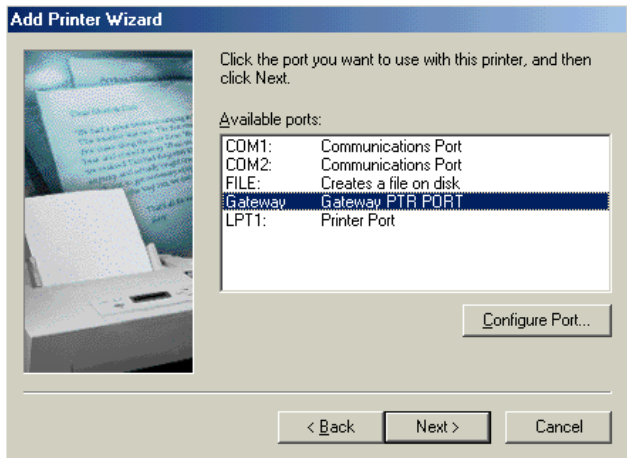 Add Printer Wizard
Click the port you want to use with this printer, and then
click Next.
Available ports:
COM1: Communications Port
COM2: Communications Port
FILE: Creates a file on disk
Gateway Gateway PTR PORT
LPT1: Printer Port
Configure Port...
< Back Next > Cancel